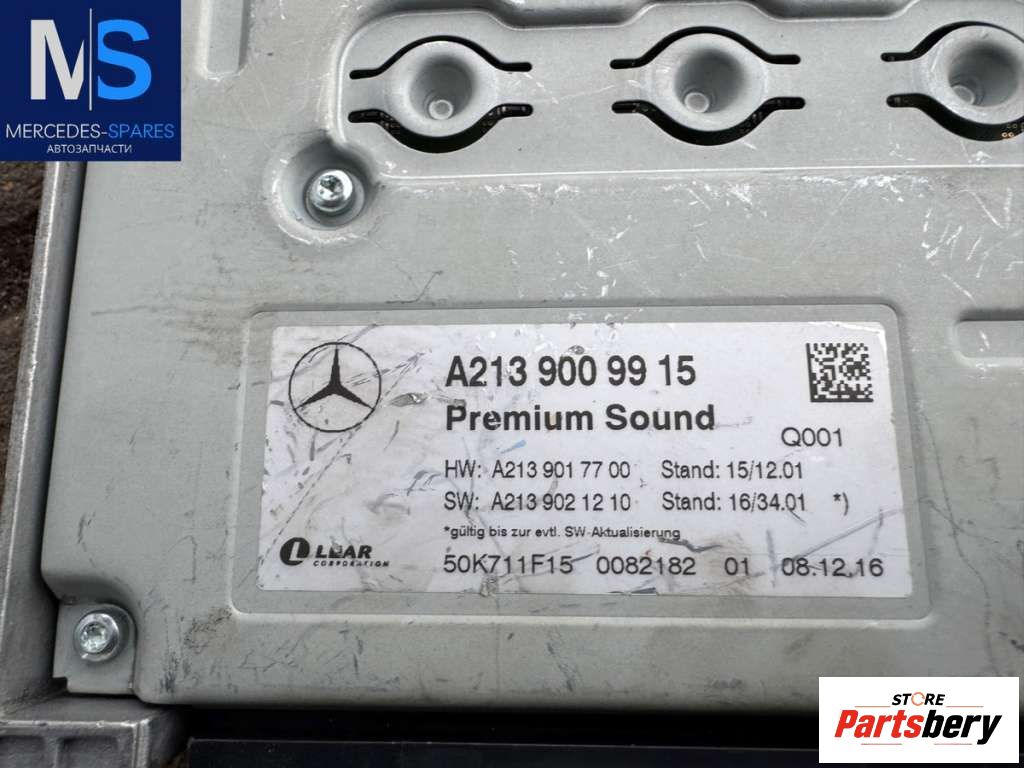 MS
MERCEDES-SPARES
АВТОЗАПЧАСТИ
A213 900 99 15
Premium Sound
Q001
HW: A213 901 77 00 Stand: 15/12.01
SW: A213 902 12 10 Stand: 16/34.01 *)
*gültig bis zur evtl. SW-Aktualisierung
LEAR
CORPORATION
50K711F15 0082182 01 08.12.16
STORE
Partsbery